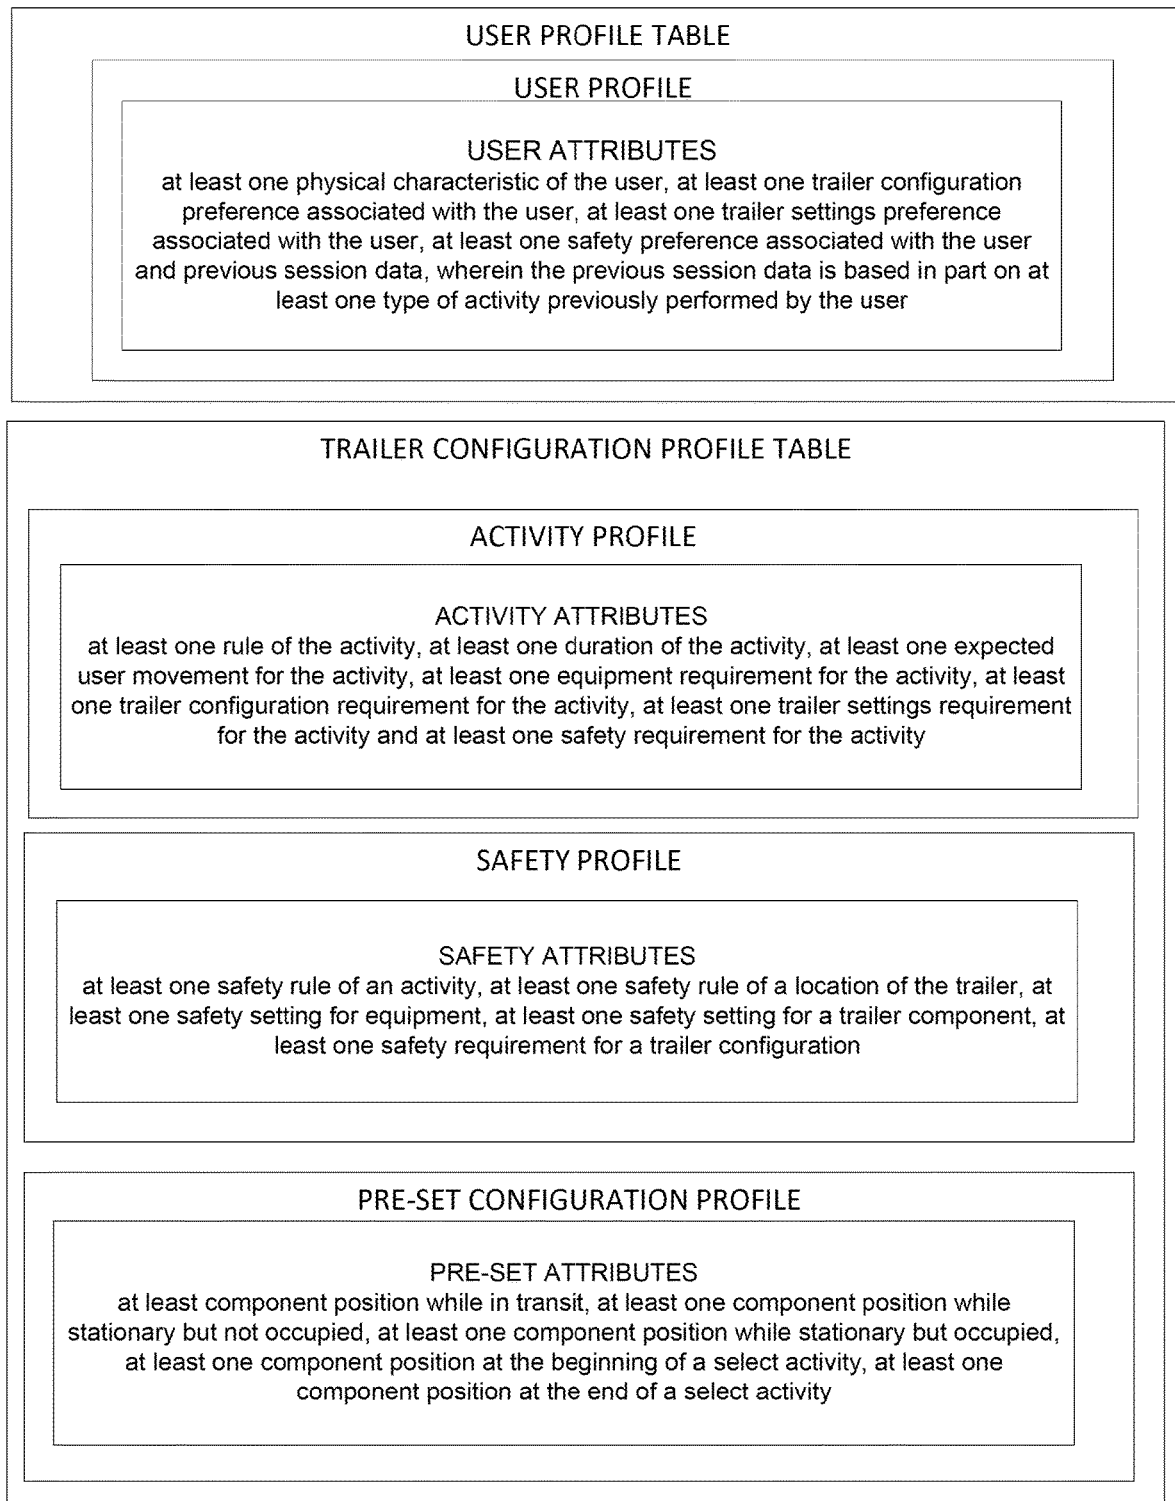 USER PROFILE TABLE
USER PROFILE
USER ATTRIBUTES
at least one physical characteristic of the user, at least one trailer configuration
preference associated with the user, at least one trailer settings preference
associated with the user, at least one safety preference associated with the user
and previous session data, wherein the previous session data is based in part on at
least one type of activity previously performed by the user
TRAILER CONFIGURATION PROFILE TABLE
ACTIVITY PROFILE
ACTIVITY ATTRIBUTES
at least one rule of the activity, at least one duration of the activity, at least one expected
user movement for the activity, at least one equipment requirement for the activity, at least
one trailer configuration requirement for the activity, at least one trailer settings requirement
for the activity and at least one safety requirement for the activity
SAFETY PROFILE
SAFETY ATTRIBUTES
at least one safety rule of an activity, at least one safety rule of a location of the trailer, at
least one safety setting for equipment, at least one safety setting for a trailer component, at
least one safety requirement for a trailer configuration
PRE-SET CONFIGURATION PROFILE
PRE-SET ATTRIBUTES
at least component position while in transit, at least one component position while
stationary but not occupied, at least one component position while stationary but occupied,
at least one component position at the beginning of a select activity, at least one
component position at the end of a select activity